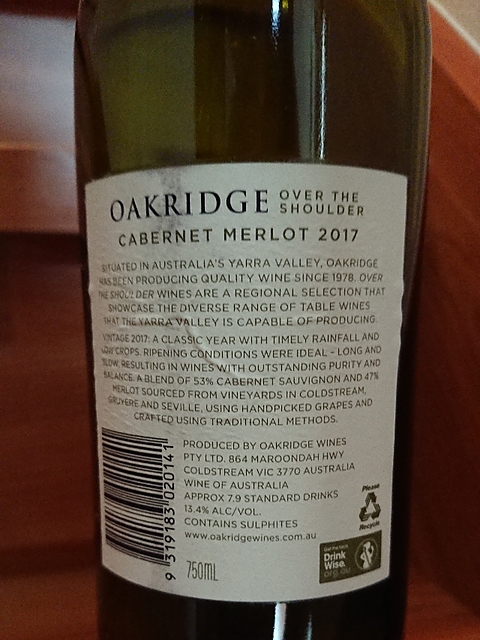 OAKRIDGE OVER THE SHOULDER
CABERNET MERLOT 2017
SITUATED IN AUSTRALIA'S YARRA VALLEY, OAKRIDGE
HAS BEEN PRODUCING QUALITY WINE SINCE 1978. OVER
THE SHOULDER WINES ARE A REGIONAL SELECTION THAT
SHOWCASE THE DIVERSE RANGE OF TABLE WINES
THAT THE YARRA VALLEY IS CAPABLE OF PRODUCING.
VINTAGE 2017: A CLASSIC YEAR WITH TIMELY RAINFALL AND
LOW CROPS. RIPENING CONDITIONS WERE IDEAL - LONG AND
SLOW, RESULTING IN WINES WITH OUTSTANDING PURITY AND
BALANCE. A BLEND OF 53% CABERNET SAUVIGNON AND 47%
MERLOT SOURCED FROM VINEYARDS IN COLDSTREAM,
GRUYERE AND SEVILLE, USING HANDPICKED GRAPES AND
CRAFTED USING TRADITIONAL METHODS.
PRODUCED BY OAKRIDGE WINES
PTY LTD. 864 MAROONDAH HWY
COLDSTREAM VIC 3770 AUSTRALIA
WINE OF AUSTRALIA
APPROX 7.9 STANDARD DRINKS
13.4% ALC/VOL.
CONTAINS SULPHITES
www.oakridgewines.com.au
9 319183 020141
750ML
Please
Recycle
Get the facts
Drink
Wise.
org.au